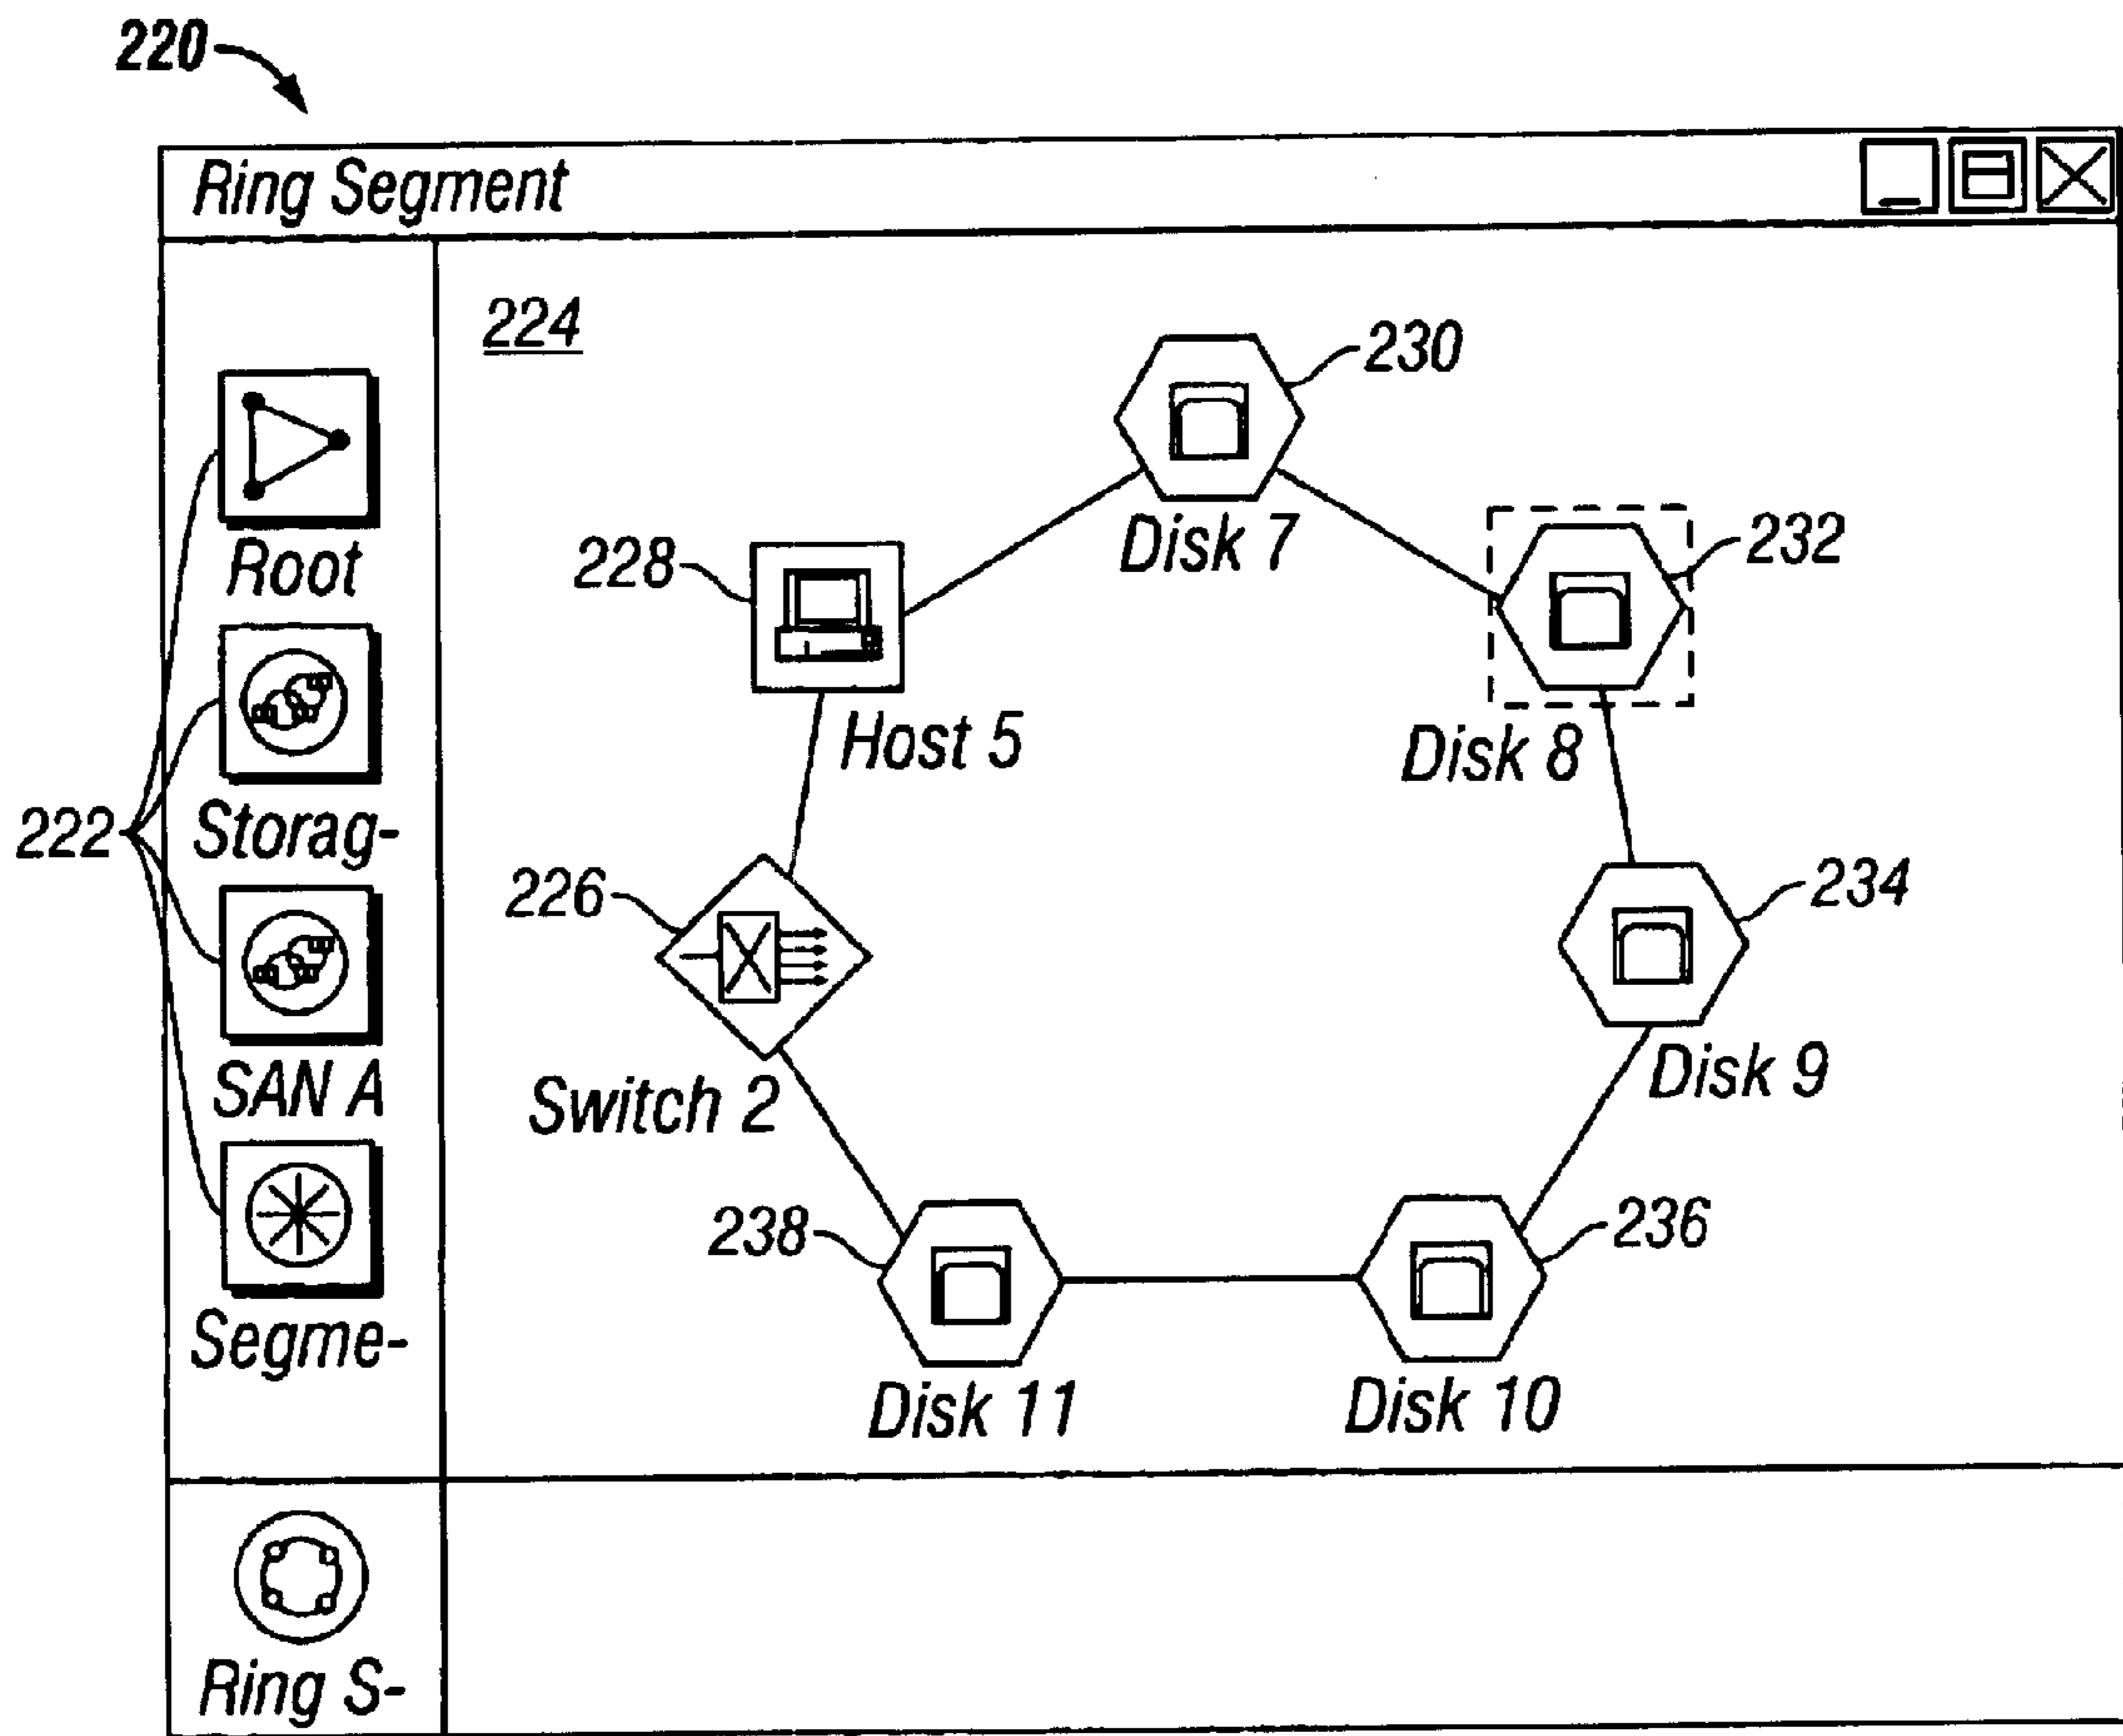 220
Ring Segment
224
230
Disk 7
232
228
Root
Host 5
Disk 8
222
Storag-
226
234
SAN A
Switch 2
Disk 9
238
236
Segme-
Disk 11
Disk 10
Ring S-